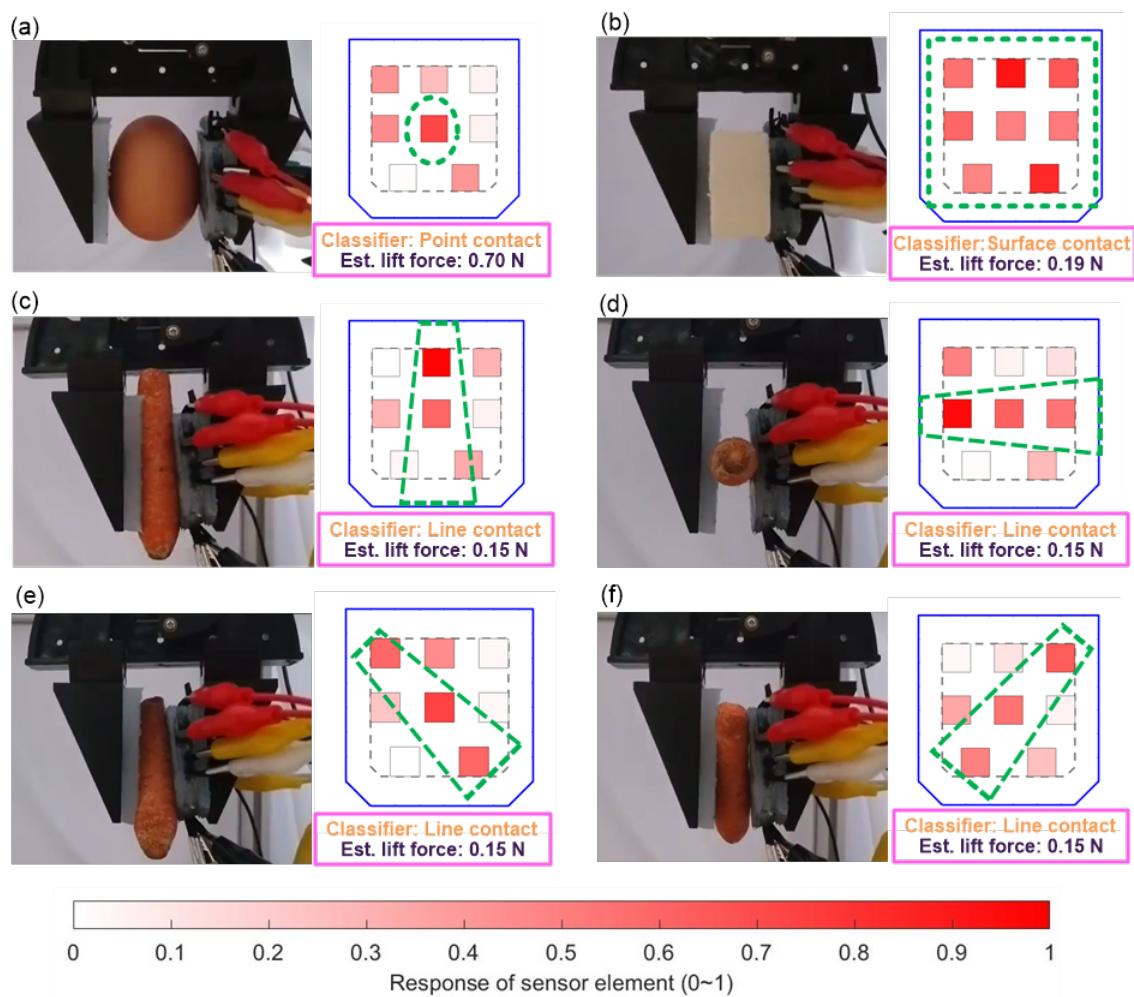 (a)
(b)
Classifier: Point contact
Est. lift force: 0.70 N
Classifier:Surface contact
Est. lift force: 0.19 N
(c)
(d)
Classifier: Line contact
Est. lift force: 0.15 N
Classifier: Line contact
Est. lift force: 0.15 N
(e)
(f)
Classifier: Line contact
Est. lift force: 0.15 N
Classifier: Line contact
Est. lift force: 0.15 N
0 0.1 0.2 0.3 0.4 0.5 0.6 0.7 0.8 0.9 1
Response of sensor element (0~1)